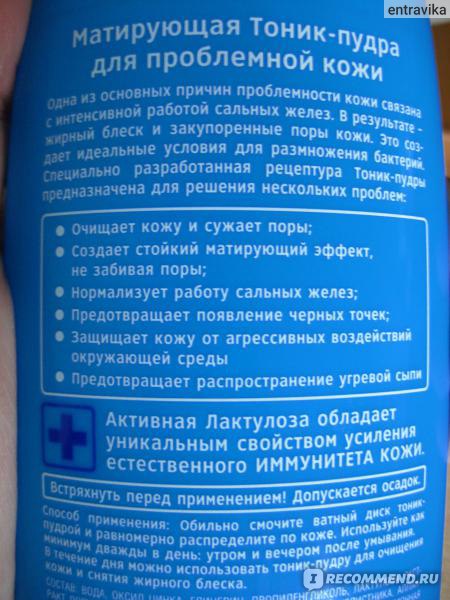 entravika
Матирующая Тоник-пудра
для проблемной кожи
Одна из основных причин проблемности кожи связана
с интенсивной работой сальных желез. В результате -
жирный блеск и закупоренные поры кожи. Это соз-
дает идеальные условия для размножения бактерий.
Специально разработанная рецептура Тоник-пудры
предназначена для решения нескольких проблем:
• Очищает кожу и сужает поры;
• Создает стойкий матирующий эффект,
не забивая поры;
• Нормализует работу сальных желез;
• Предотвращает появление черных точек;
• Защищает кожу от агрессивных воздействий
окружающей среды
• Предотвращает распространение угревой сыпи
Активная Лактулоза обладает
уникальным свойством усиления
естественного ИММУНИТЕТА КОЖИ.
Встряхнуть перед применением! Допускается осадок.
Способ применения: Обильно смочите ватный диск тоник-
пудрой и равномерно распределите по коже. Используйте как
минимум дважды в день: утром и вечером после умывания.
В течение дня можно использовать тоник-пудру для очищения
кожи и снятия жирного блеска.
СОСТАВ: ВОДА, ОКСИД ЦИНКА, ГЛИЦЕРИН, ПРОПИЛЕНГЛИКОЛЬ,
IRECOMMEND.RU